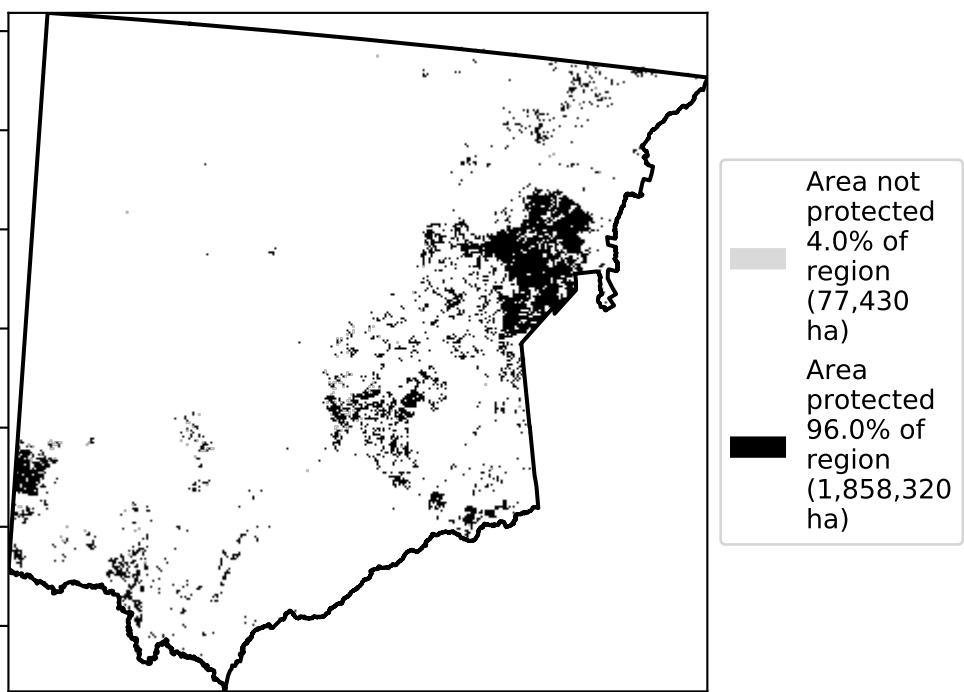 Area not
protected
4.0% of
region
(77,430
ha)
Area
protected
96.0% of
region
(1,858,320
ha)